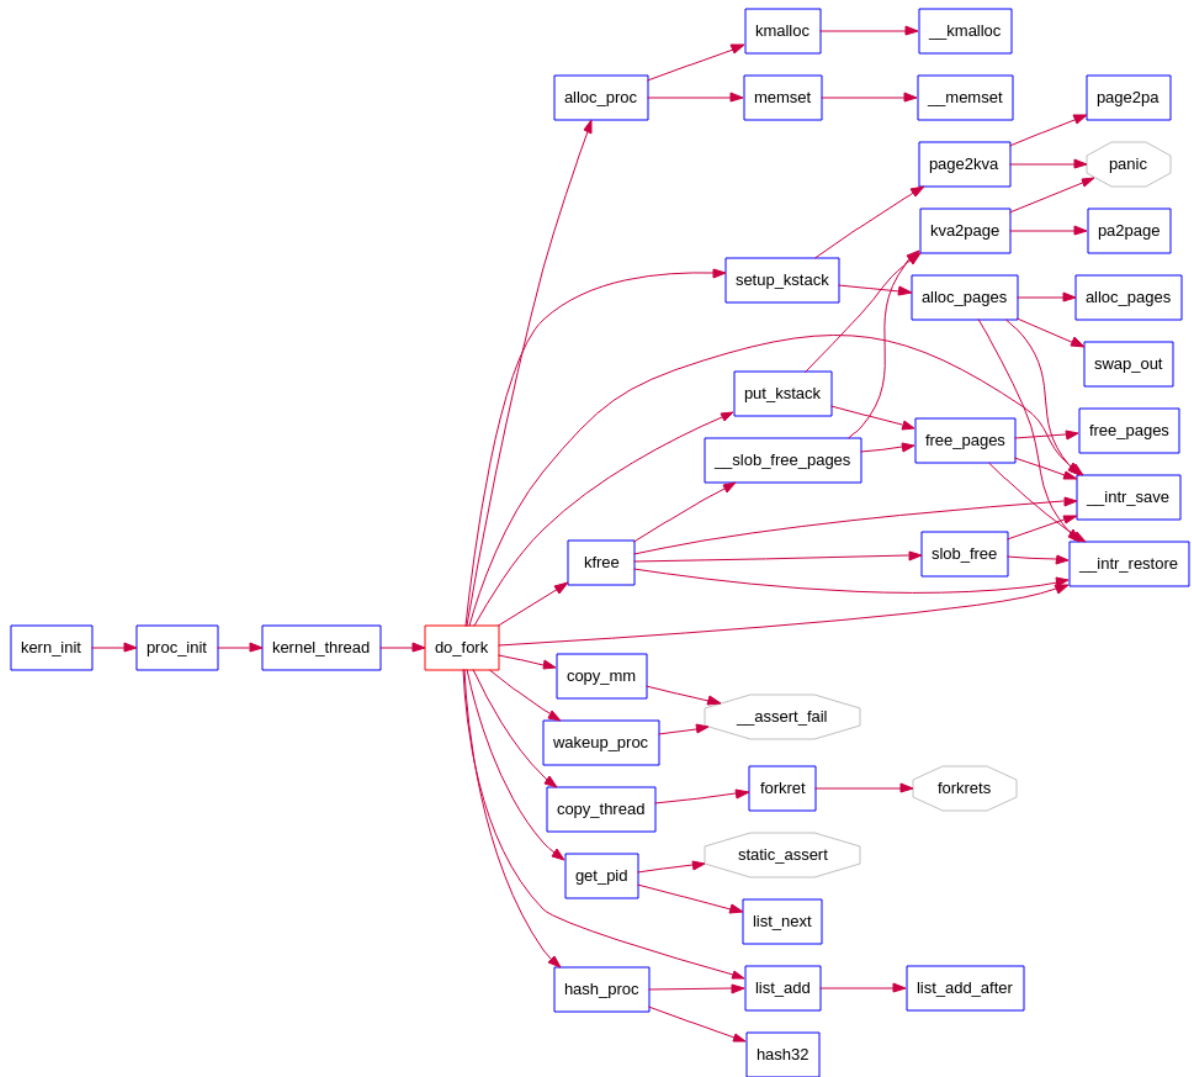 kmalloc
__kmalloc
alloc_proc
memset
__memset
page2pa
page2kva
panic
kva2page
pa2page
setup_kstack
alloc_pages
alloc_pages
swap_out
put_kstack
free_pages
free_pages
__slob_free_pages
__intr_save
kfree
slob_free
__intr_restore
kern_init
proc_init
kernel_thread
do_fork
copy_mm
__assert_fail
wakeup_proc
copy_thread
forkret
forkrets
get_pid
static_assert
list_next
hash_proc
list_add
list_add_after
hash32